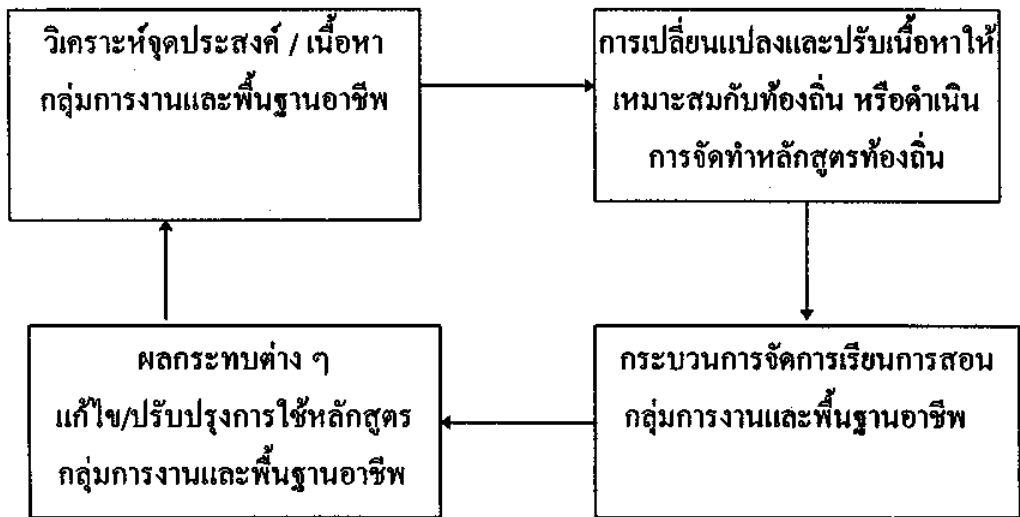 วิเคราะห์จุดประสงค์ / เนื้อหา
กลุ่มการงานและพื้นฐานอาชีพ
การเปลี่ยนแปลงและปรับเนื้อหาให้
เหมาะสมกับท้องถิ่น หรือดำเนิน
การจัดทำหลักสูตรท้องถิ่น
กระบวนการจัดการเรียนการสอน
กลุ่มการงานและพื้นฐานอาชีพ
ผลกระทบต่าง ๆ
แก้ไข/ปรับปรุงการใช้หลักสูตร
กลุ่มการงานและพื้นฐานอาชีพ